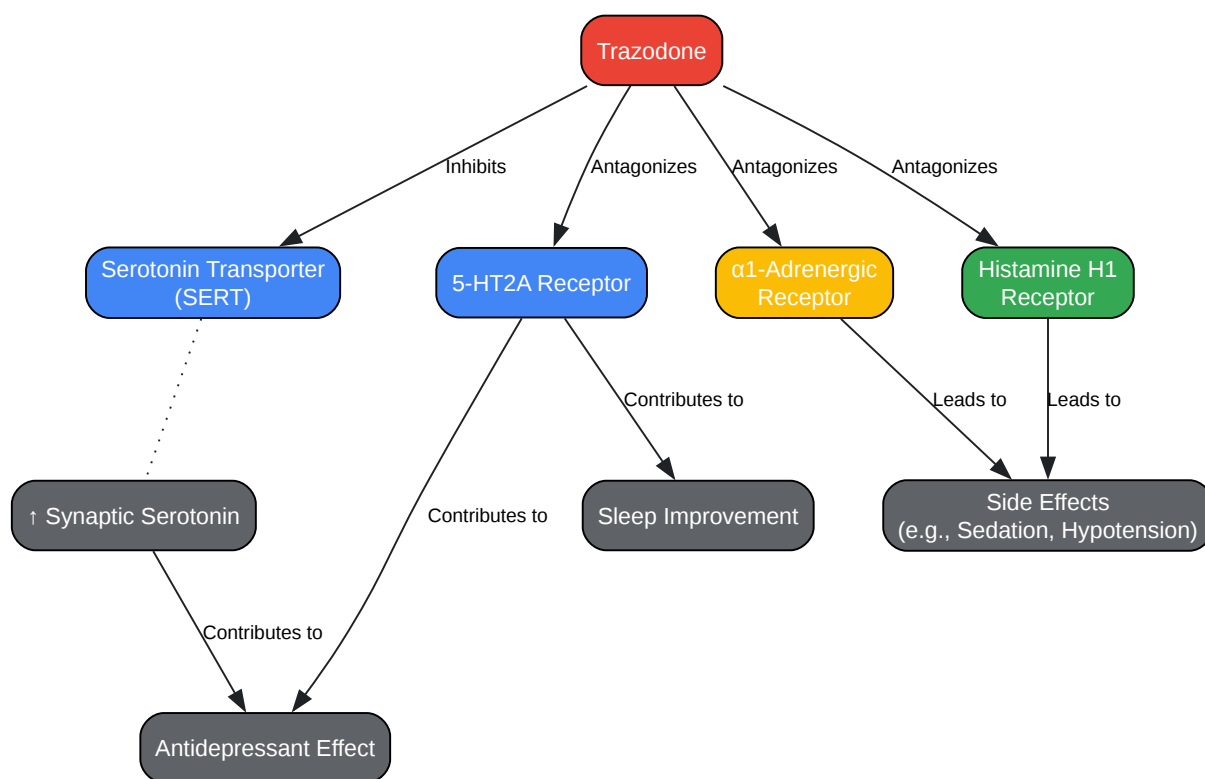 Trazodone
Inhibits
Antagonizes
Antagonizes
Antagonizes
Serotonin Transporter
(SERT)
5-HT2A Receptor
α1-Adrenergic
Receptor
Histamine H1
Receptor
Contributes to
Leads to
Leads to
↑ Synaptic Serotonin
Contributes to
Sleep Improvement
Side Effects
(e.g., Sedation, Hypotension)
Contributes to
Antidepressant Effect